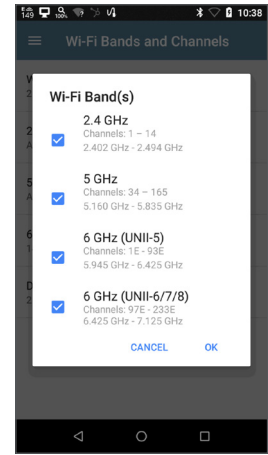 149
100%
10:38
Wi-Fi Bands and Channels
Wi-Fi Band(s)
2.4 GHz
Channels: 1 – 14
2.402 GHz - 2.494 GHz
5 GHz
Channels: 34 – 165
5.160 GHz - 5.835 GHz
6 GHz (UNII-5)
Channels: 1E - 93E
5.945 GHz - 6.425 GHz
6 GHz (UNII-6/7/8)
Channels: 97E - 233E
6.425 GHz - 7.125 GHz
CANCEL OK